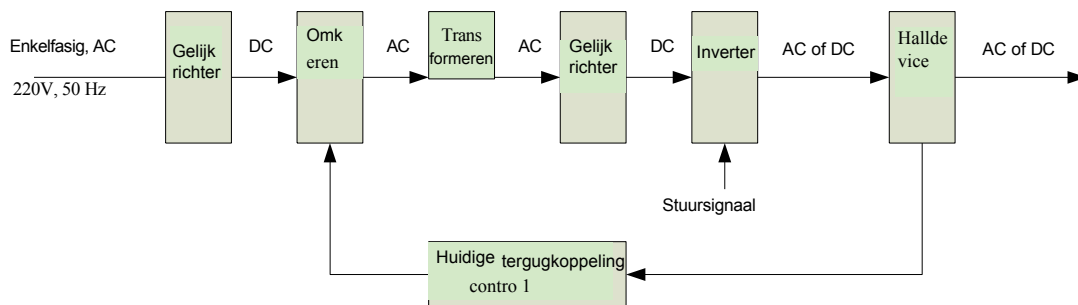 Enkelfasig, AC
220V, 50 Hz
Gelijk
richter
DC
Omk
eren
AC
Trans
formeren
AC
Gelijk
richter
DC
Inverter
AC of DC
Hallde
vice
AC of DC
Stuursignaal
Huidige tergugkoppeling
contro 1